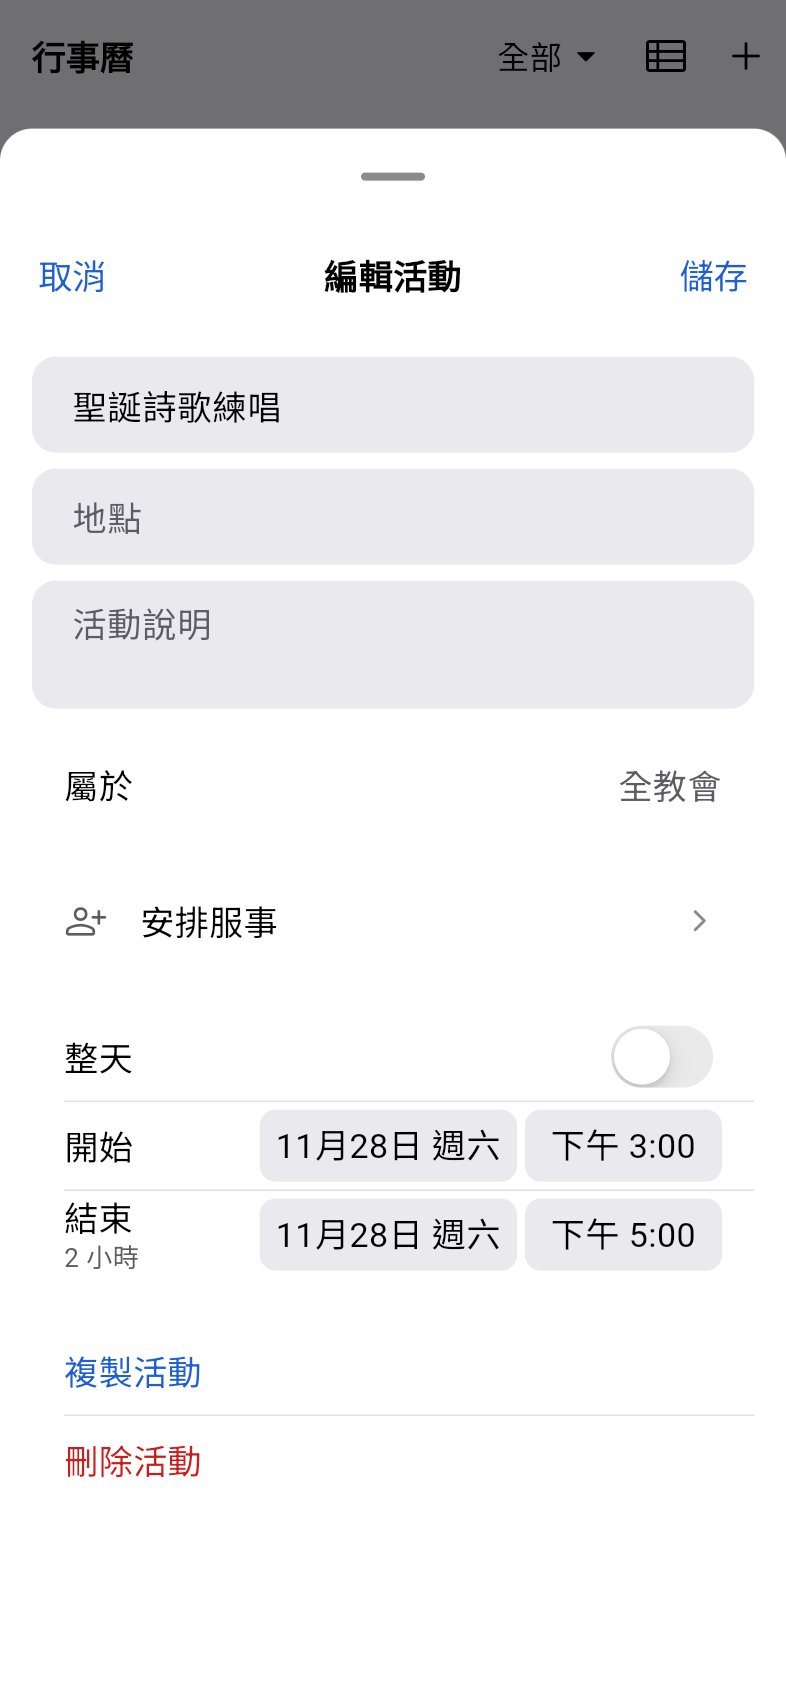 行事曆
全部
取消
編輯活動
儲存
聖誕詩歌練唱
地點
活動說明
屬於
全教會
安排服事
整天
開始
11月28日 週六
下午 3:00
結束
2 小時
11月28日 週六
下午 5:00
複製活動
刪除活動